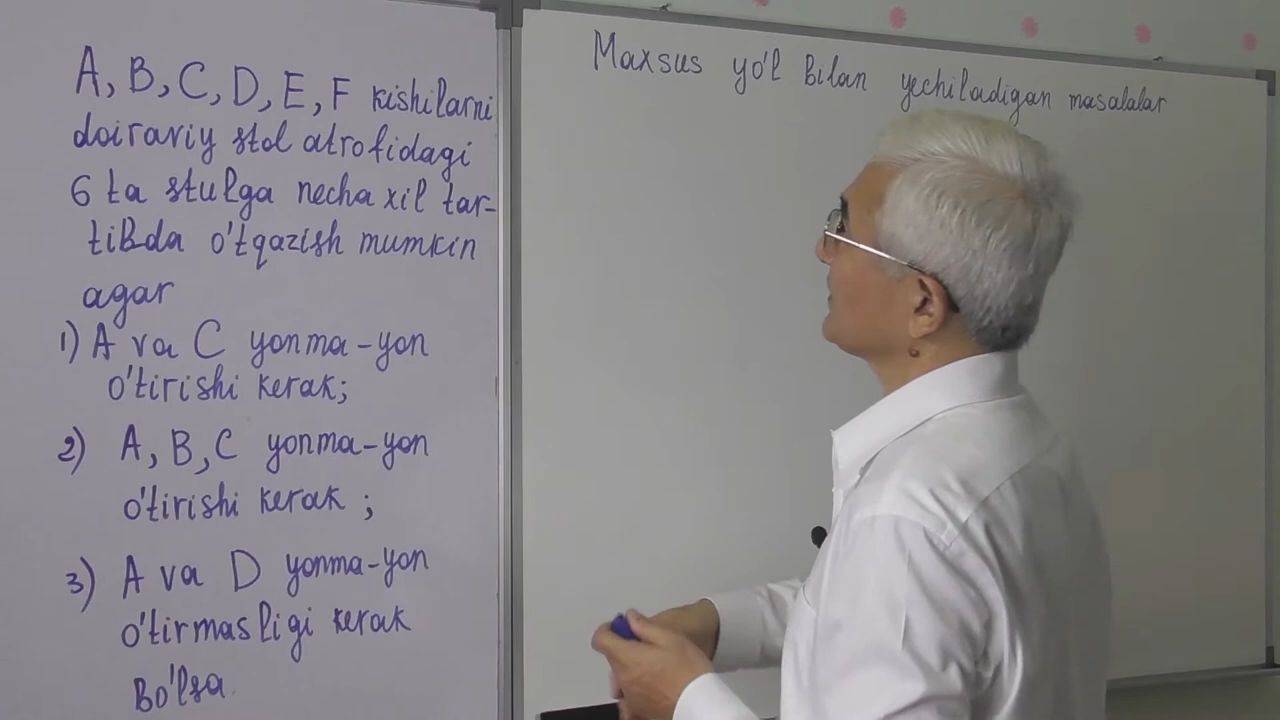 A, B, C, D, E, F kishilarni
doiraviy stol atrofidagi
6 ta stulga necha xil tar-
tibda o'tqazish mumkin
agar
1) A va C yonma-yon
o'tirishi kerak;
2) A, B, C yonma-yon
o'tirishi kerak ;
3) A va D yonma-yon
o'tirmasligi kerak
bo'lsa.
Maxsus yo'l bilan yechiladigan masalalar